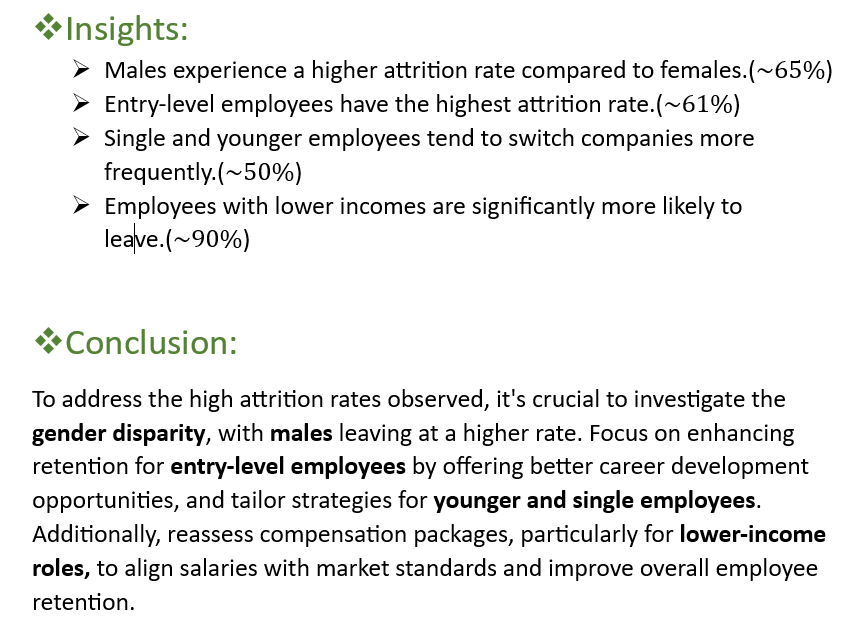 ❖Insights:
➤ Males experience a higher attrition rate compared to females.(~65%)
➤ Entry-level employees have the highest attrition rate.(~61%)
➤ Single and younger employees tend to switch companies more
frequently.(~50%)
➤ Employees with lower incomes are significantly more likely to
leave.(~90%)
❖Conclusion:
To address the high attrition rates observed, it's crucial to investigate the
gender disparity, with males leaving at a higher rate. Focus on enhancing
retention for entry-level employees by offering better career development
opportunities, and tailor strategies for younger and single employees.
Additionally, reassess compensation packages, particularly for lower-income
roles, to align salaries with market standards and improve overall employee
retention.